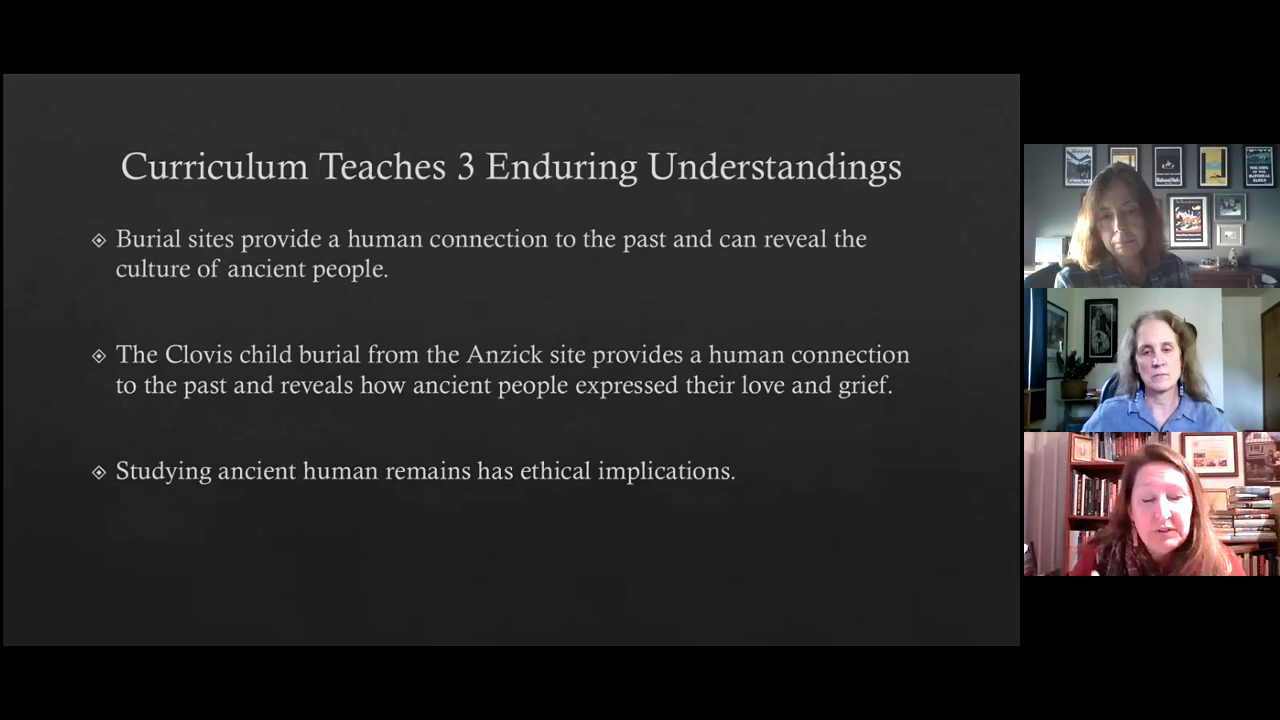 Curriculum Teaches 3 Enduring Understandings
Burial sites provide a human connection to the past and can reveal the
culture of ancient people.
The Clovis child burial from the Anzick site provides a human connection
to the past and reveals how ancient people expressed their love and grief.
Studying ancient human remains has ethical implications.